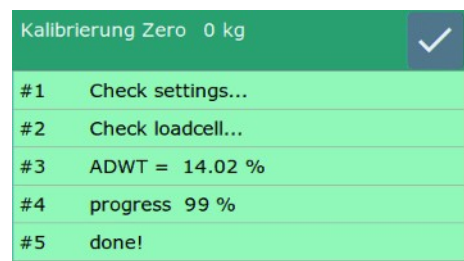 Kalibrierung Zero 0 kg
#1 Check settings...
#2 Check loadcell...
#3 ADWT = 14.02 %
#4 progress 99 %
#5 done!